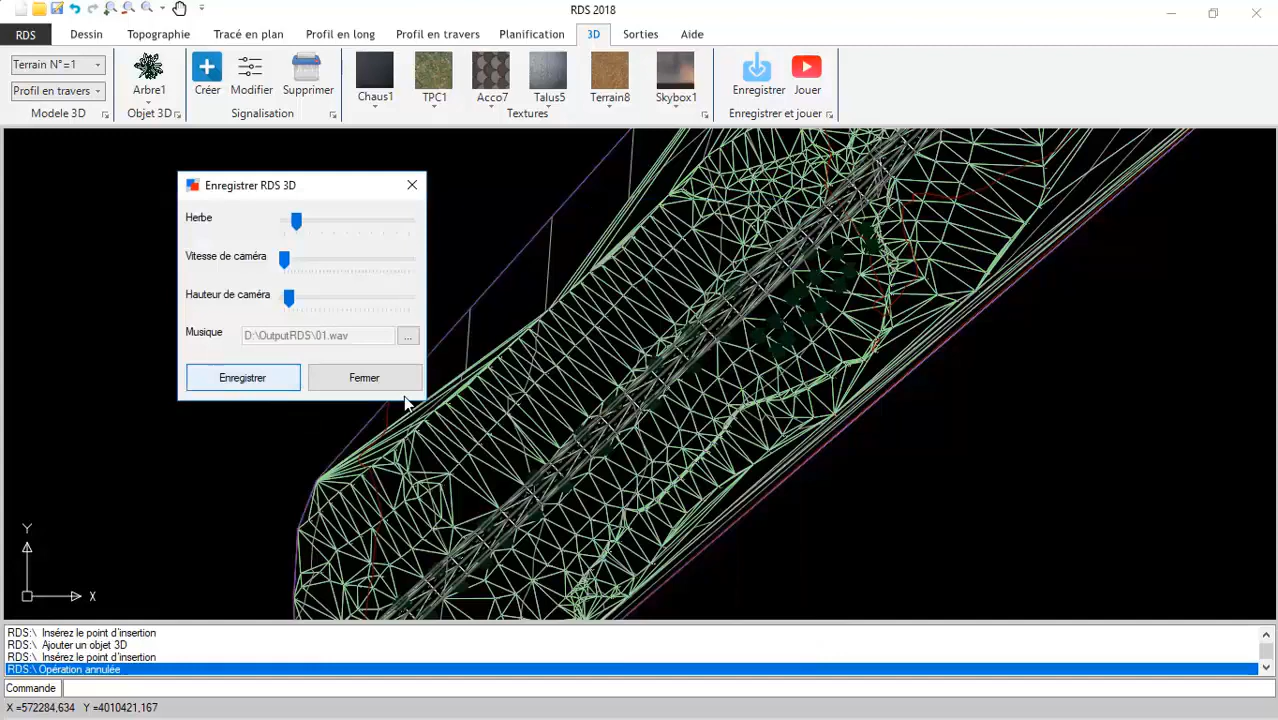 RDS 2018
RDS Dessin Topographie Tracé en plan Profil en long Profil en travers Planification 3D Sorties Aide
Terrain N°=1
Profil en travers
Modele 3D
Arbre1
Objet 3D
Créer Modifier Supprimer
Signalisation
Chaus1 TPC1 Acco7 Talus5 Terrain8 Skybox1
Textures
Enregistrer Jouer
Enregistrer et jouer
Enregistrer RDS 3D
Herbe
Vitesse de caméra
Hauteur de caméra
Musique D:\OutputRDS\01.wav ...
Enregistrer Fermer
Y
X
RDS:\ Insérez le point d'insertion
RDS:\ Ajouter un objet 3D
RDS:\ Insérez le point d'insertion
RDS:\ Opération annulée
Commande
X =572284,634 Y =4010421,167